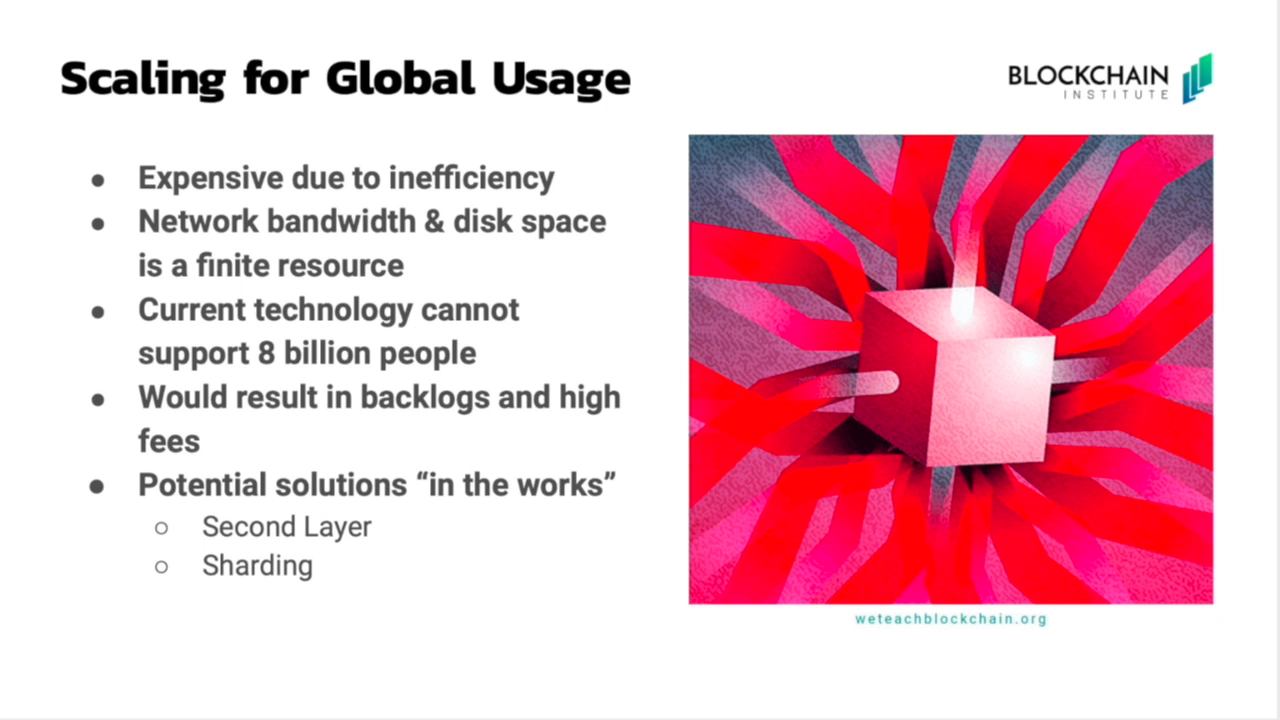 Scaling for Global Usage
BLOCKCHAIN
INSTITUTE
● Expensive due to inefficiency
● Network bandwidth & disk space
is a finite resource
● Current technology cannot
support 8 billion people
● Would result in backlogs and high
fees
● Potential solutions “in the works”
○ Second Layer
○ Sharding
weteachblockchain.org